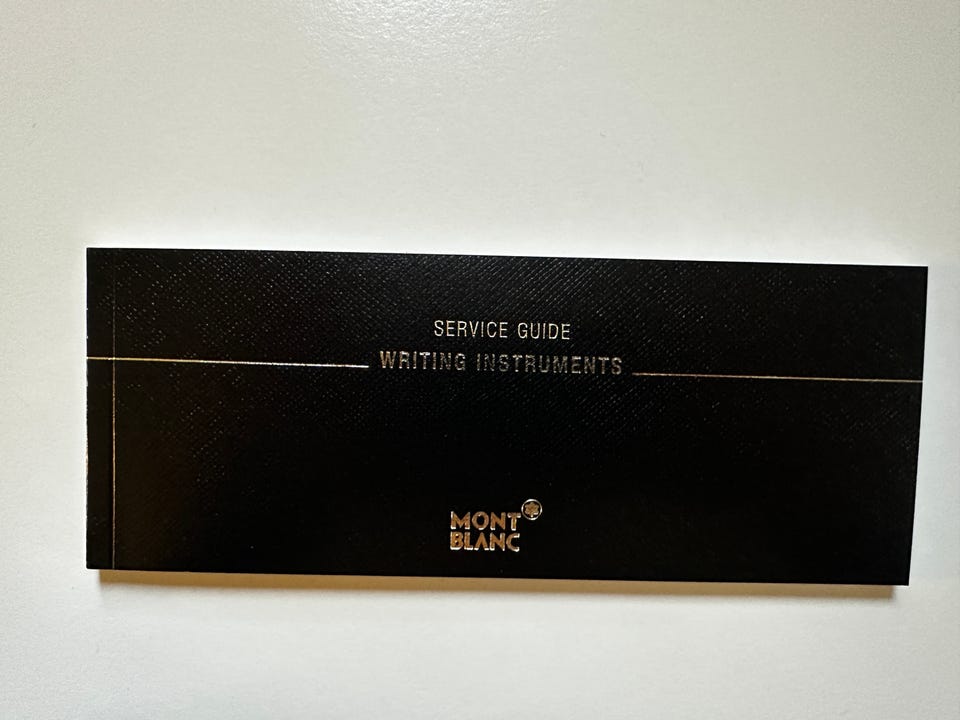 SERVICE GUIDE
WRITING INSTRUMENTS
MONT
BLANC